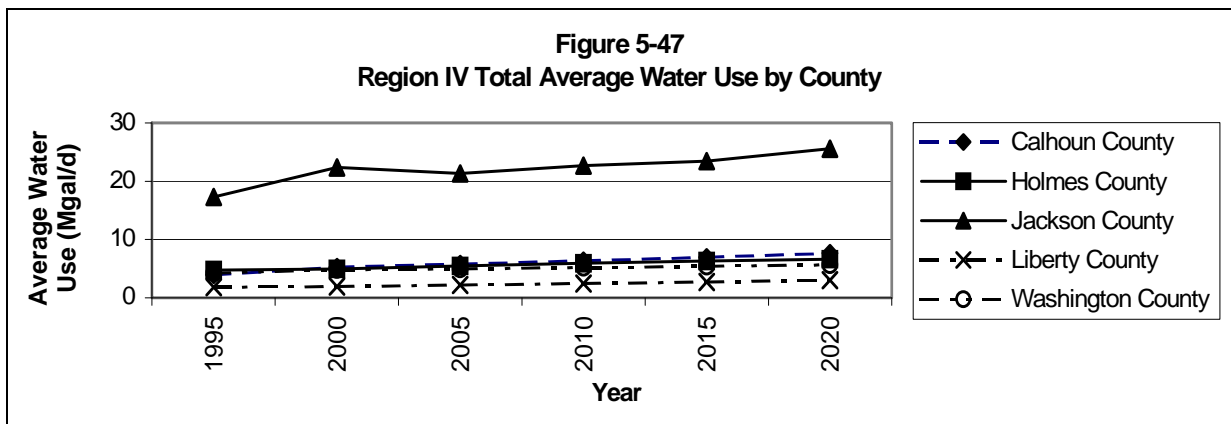 Figure 5-47
Region IV Total Average Water Use by County
Average Water
Use (Mgal/d)
30
20
10
0
1995
2000
2005
2010
2015
2020
Year
Calhoun County
Holmes County
Jackson County
Liberty County
Washington County